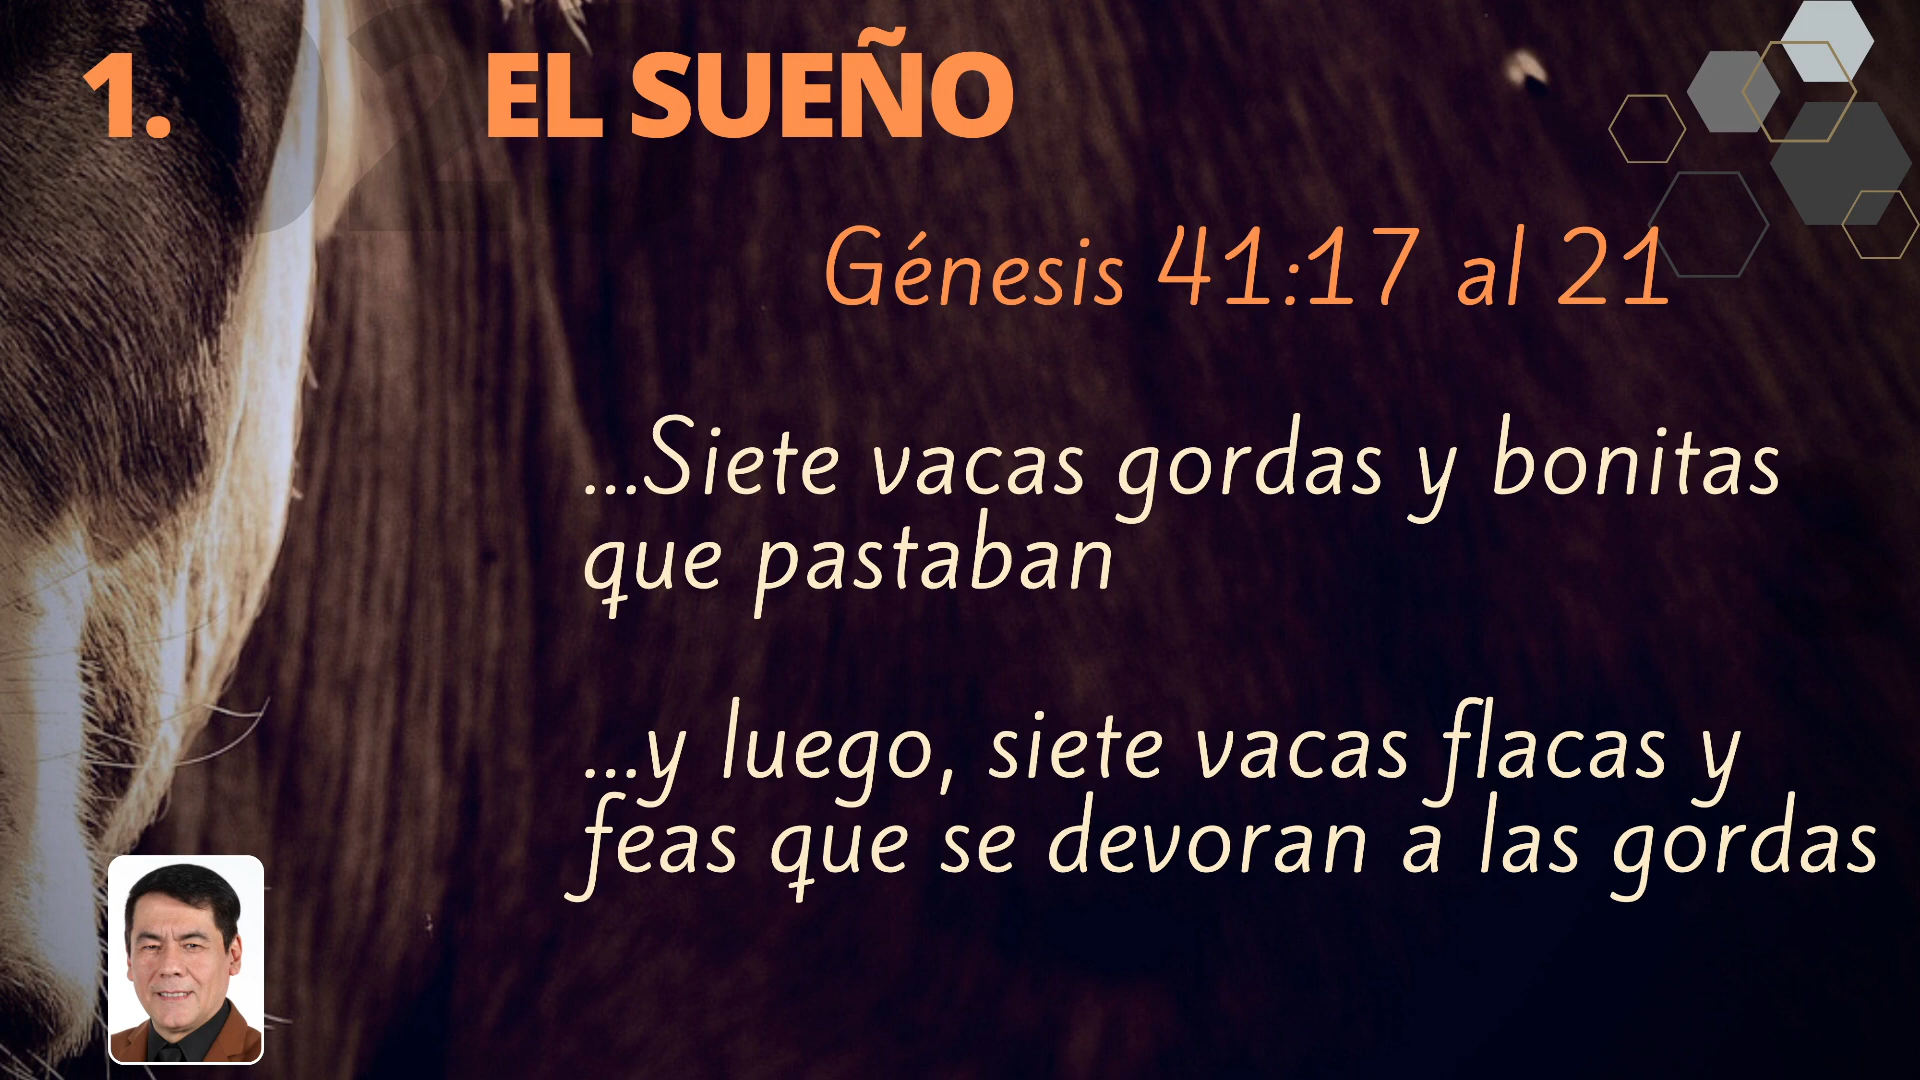 1. EL SUEÑO
Génesis 41:17 al 21
...Siete vacas gordas y bonitas
que pastaban
...y luego, siete vacas flacas y
feas que se devoran a las gordas
02